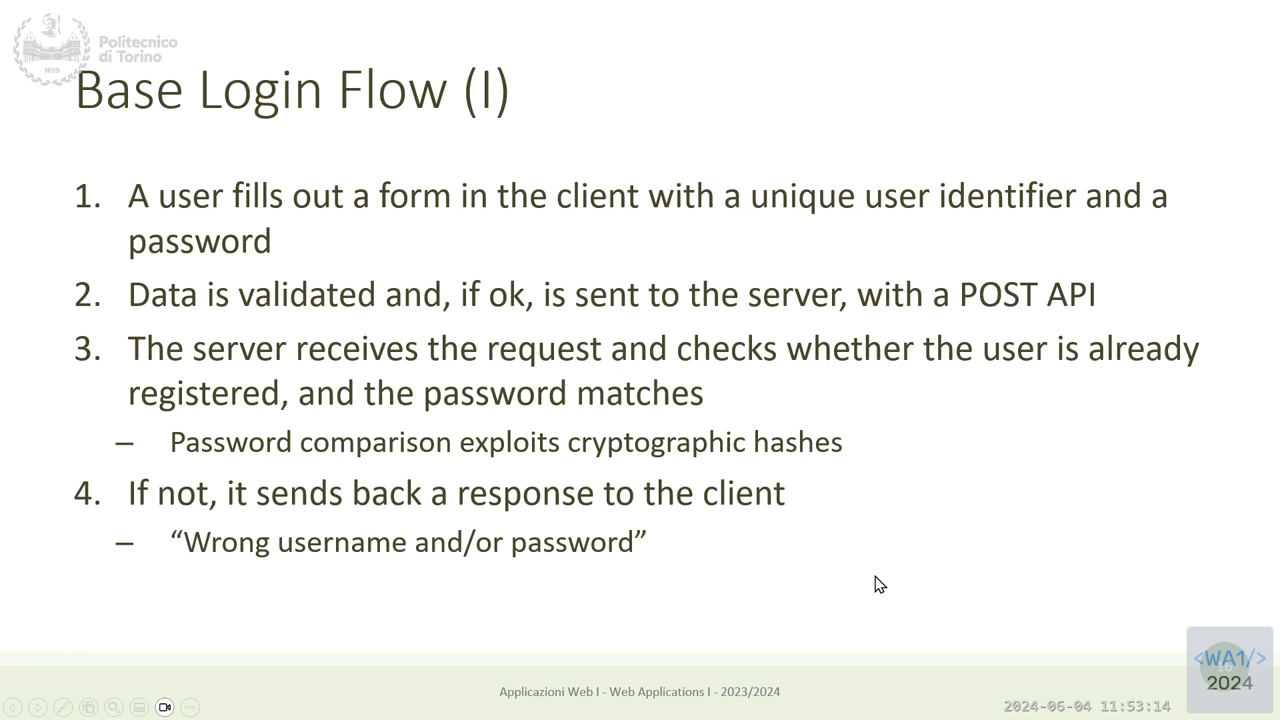 Politecnico
di Torino
1859
Base Login Flow (I)
1. A user fills out a form in the client with a unique user identifier and a
password
2. Data is validated and, if ok, is sent to the server, with a POST API
3. The server receives the request and checks whether the user is already
registered, and the password matches
– Password comparison exploits cryptographic hashes
4. If not, it sends back a response to the client
– “Wrong username and/or password”
Applicazioni Web I - Web Applications I - 2023/2024
<WA1/>
2024
2024-06-04 11:53:14